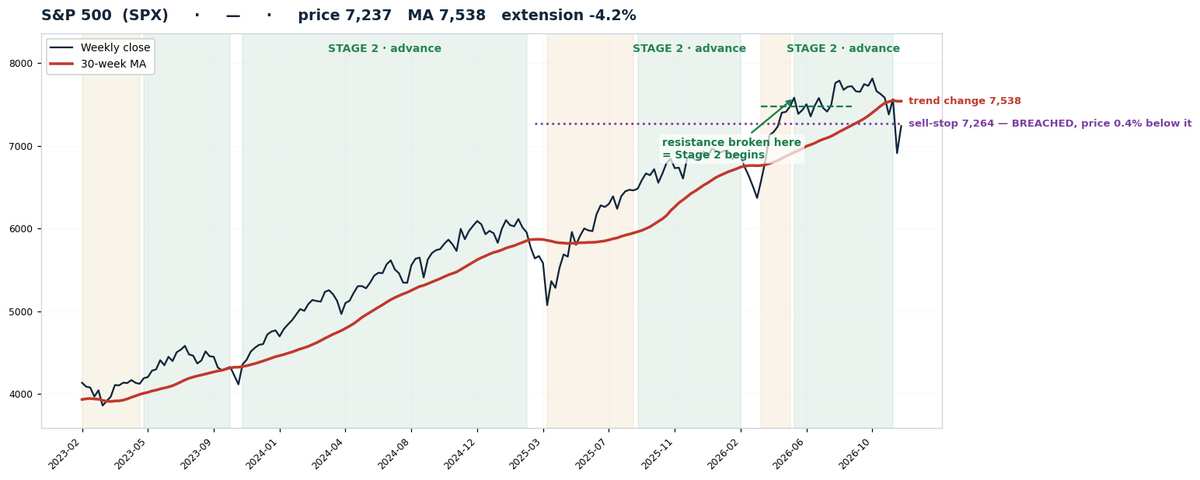 S&P 500  (SPX)     ·     —     ·     price 7,237   MA 7,538   extension -4.2%
Weekly close
30-week MA
STAGE 2 · advance
STAGE 2 · advance
STAGE 2 · advance
8000
7000
6000
5000
4000
trend change 7,538
sell-stop 7,264 — BREACHED, price 0.4% below it
resistance broken here
= Stage 2 begins
2023-02
2023-05
2023-09
2024-01
2024-04
2024-08
2024-12
2025-03
2025-07
2025-11
2026-02
2026-06
2026-10